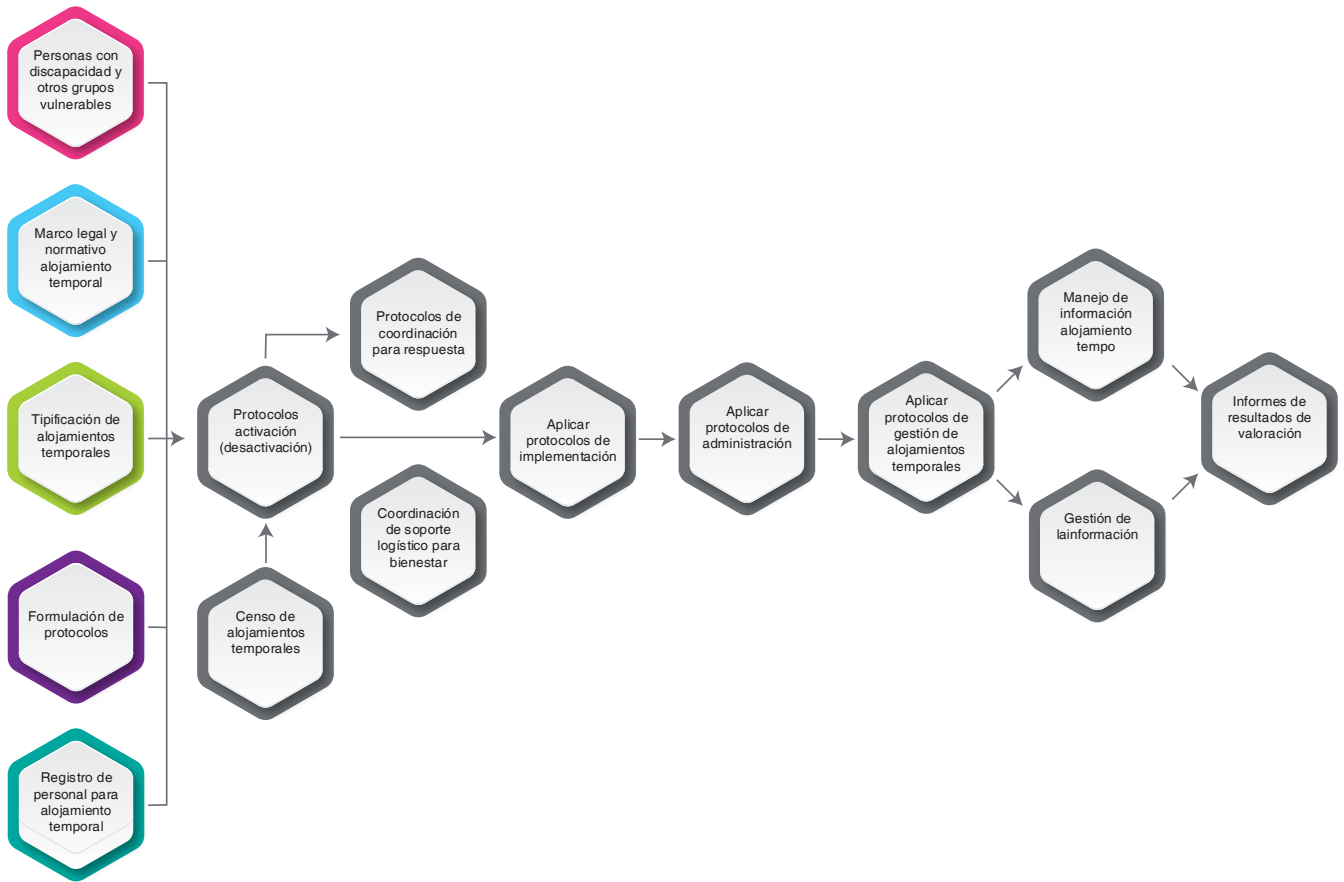 Personas con
discapacidad y
otros grupos
vulnerables
Marco legal y
normativo
alojamiento
temporal
Tipificación de
alojamientos
temporales
Formulación de
protocolos
Registro de
personal para
alojamiento
temporal
Protocolos
activación
(desactivación)
Censo de
alojamientos
temporales
Protocolos de
coordinación
para respuesta
Coordinación
de soporte
logístico para
bienestar
Aplicar
protocolos de
implementación
Aplicar
protocolos de
administración
Aplicar
protocolos de
gestión de
alojamientos
temporales
Manejo de
información
alojamiento
tempo
Gestión de
lainformación
Informes de
resultados de
valoración